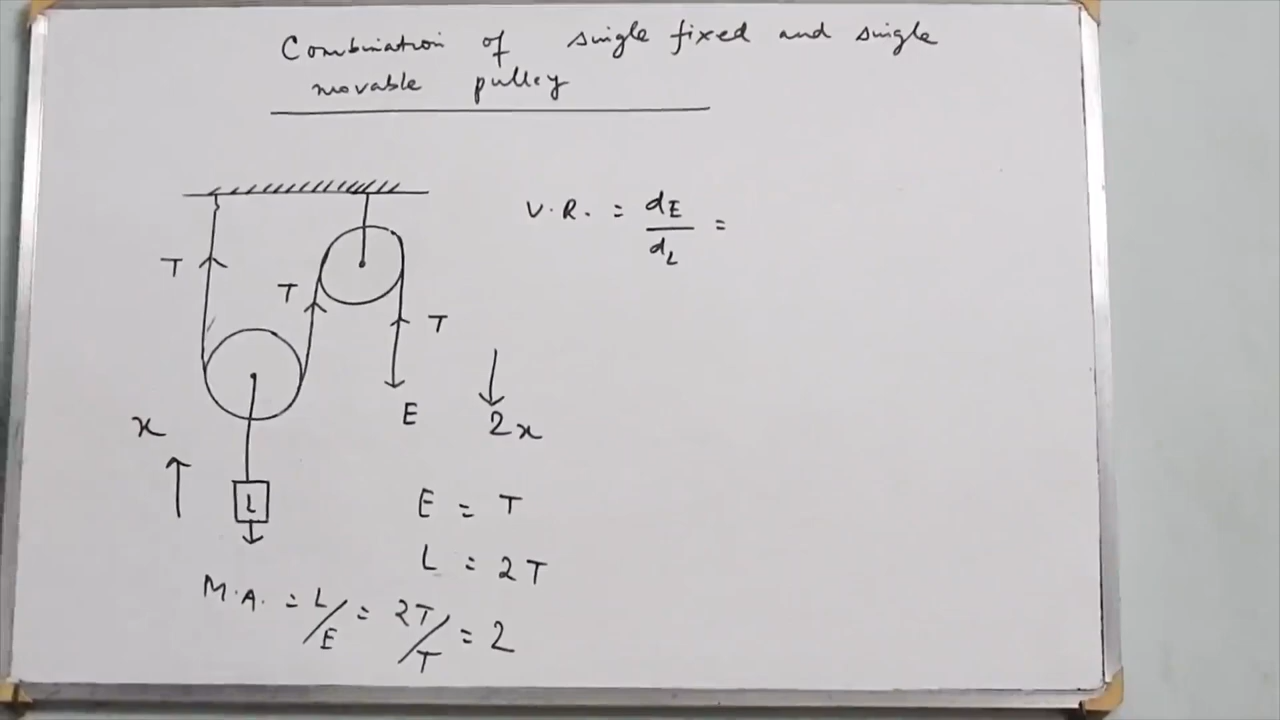 Combination of single fixed and single
movable pulley
V.R. = dE/dL =
T
T
T
E
x
2x
L
E = T
L = 2T
M.A. = L/E = 2T/T = 2